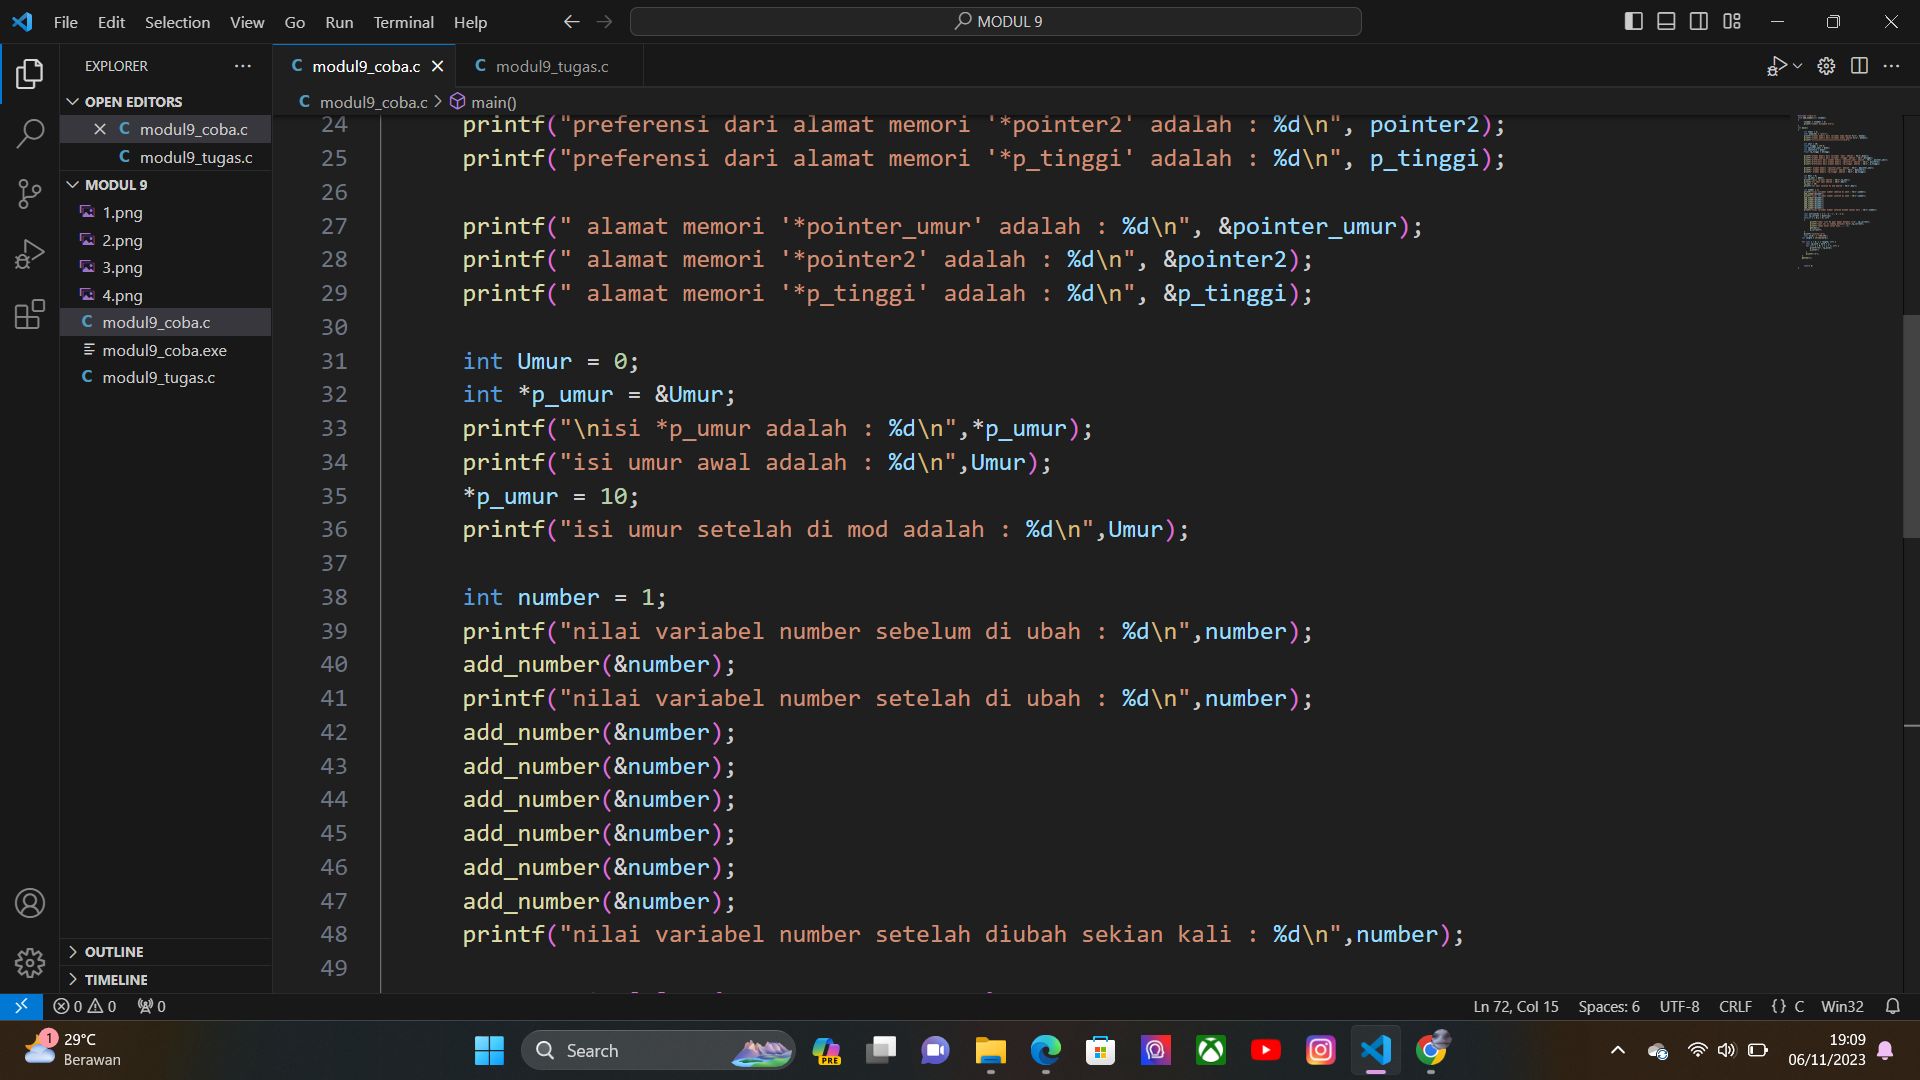 File Edit Selection View Go Run Terminal Help
MODUL 9
EXPLORER
OPEN EDITORS
modul9_coba.c
modul9_tugas.c
MODUL 9
1.png
2.png
3.png
4.png
modul9_coba.c
modul9_coba.exe
modul9_tugas.c
OUTLINE
TIMELINE
modul9_coba.c
modul9_tugas.c
modul9_coba.c > main()
24 printf("preferensi dari alamat memori '*pointer2' adalah : %d\n", pointer2);
25 printf("preferensi dari alamat memori '*p_tinggi' adalah : %d\n", p_tinggi);
26
27 printf(" alamat memori '*pointer_umur' adalah : %d\n", &pointer_umur);
28 printf(" alamat memori '*pointer2' adalah : %d\n", &pointer2);
29 printf(" alamat memori '*p_tinggi' adalah : %d\n", &p_tinggi);
30
31 int Umur = 0;
32 int *p_umur = &Umur;
33 printf("\nisi *p_umur adalah : %d\n",*p_umur);
34 printf("isi umur awal adalah : %d\n",Umur);
35 *p_umur = 10;
36 printf("isi umur setelah di mod adalah : %d\n",Umur);
37
38 int number = 1;
39 printf("nilai variabel number sebelum di ubah : %d\n",number);
40 add_number(&number);
41 printf("nilai variabel number setelah di ubah : %d\n",number);
42 add_number(&number);
43 add_number(&number);
44 add_number(&number);
45 add_number(&number);
46 add_number(&number);
47 add_number(&number);
48 printf("nilai variabel number setelah diubah sekian kali : %d\n",number);
49
0 0 0
Ln 72, Col 15 Spaces: 6 UTF-8 CRLF {} C Win32
1
29°C
Berawan
Search
PRE
19:09
06/11/2023